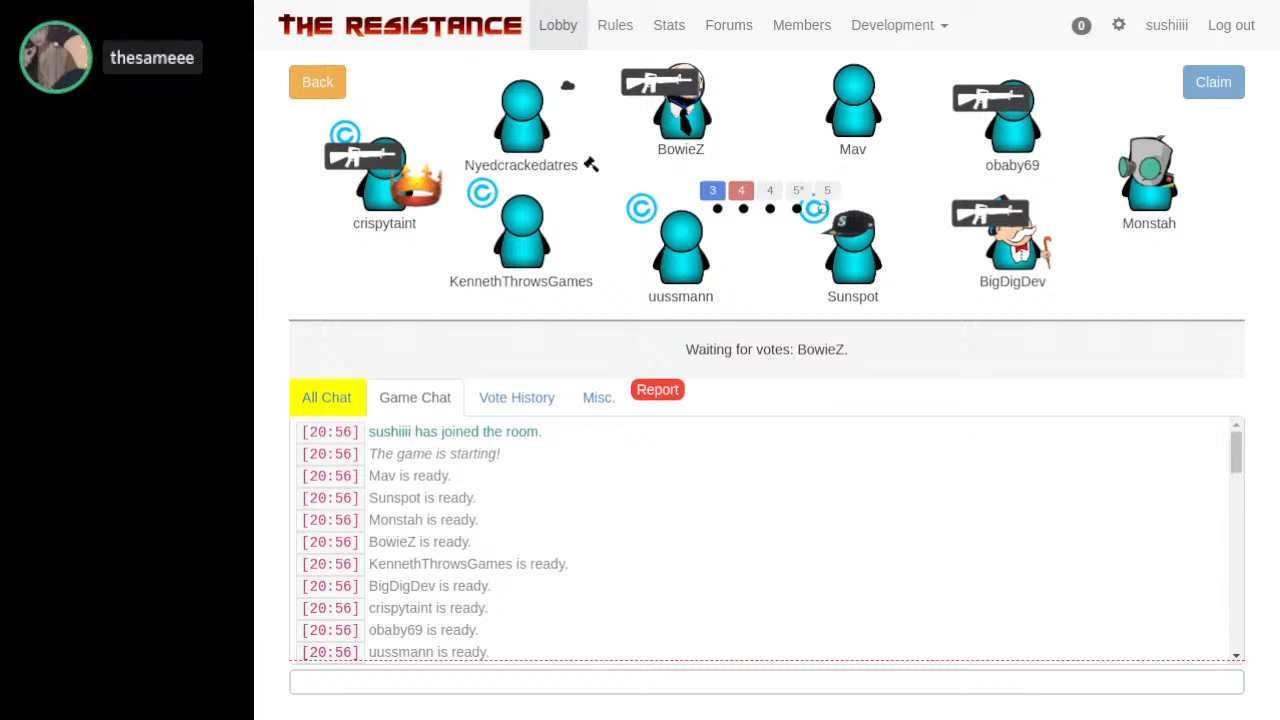 thesameee
THE RESISTANCE Lobby Rules Stats Forums Members Development 0 sushiiii Log out
Back
Claim
Nyedcrackedatres
BowieZ
Mav
obaby69
crispytaint
Monstah
3 4 4 5* 5
KennethThrowsGames
uussmann
Sunspot
BigDigDev
Waiting for votes: BowieZ.
All Chat Game Chat Vote History Misc. Report
[20:56] sushiiii has joined the room.
[20:56] The game is starting!
[20:56] Mav is ready.
[20:56] Sunspot is ready.
[20:56] Monstah is ready.
[20:56] BowieZ is ready.
[20:56] KennethThrowsGames is ready.
[20:56] BigDigDev is ready.
[20:56] crispytaint is ready.
[20:56] obaby69 is ready.
[20:56] uussmann is ready.